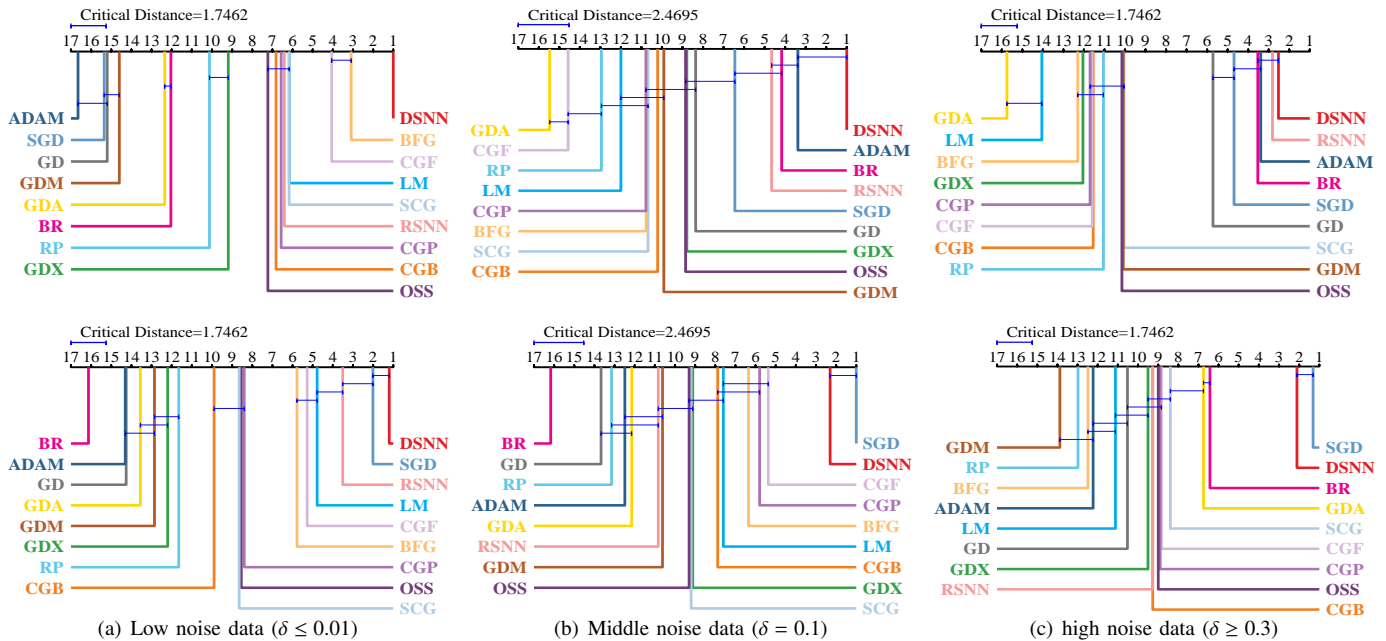 Critical Distance=1.7462
17 16 15 14 13 12 11 10 9 8 7 6 5 4 3 2 1
ADAM
SGD
GD
GDM
GDA
BR
RP
GDX
DSNN
BFG
CGF
LM
SCG
RSNN
CGP
CGB
OSS
Critical Distance=2.4695
17 16 15 14 13 12 11 10 9 8 7 6 5 4 3 2 1
GDA
CGF
RP
LM
CGP
BFG
SCG
CGB
DSNN
ADAM
BR
RSNN
SGD
GD
GDX
OSS
GDM
Critical Distance=1.7462
17 16 15 14 13 12 11 10 9 8 7 6 5 4 3 2 1
GDA
LM
BFG
GDX
CGP
CGF
CGB
RP
DSNN
RSNN
ADAM
BR
SGD
GD
SCG
GDM
OSS
Critical Distance=1.7462
17 16 15 14 13 12 11 10 9 8 7 6 5 4 3 2 1
BR
ADAM
GD
GDA
GDM
GDX
RP
CGB
DSNN
SGD
RSNN
LM
CGF
BFG
CGP
OSS
SCG
Critical Distance=2.4695
17 16 15 14 13 12 11 10 9 8 7 6 5 4 3 2 1
BR
GD
RP
ADAM
GDA
RSNN
GDM
OSS
SGD
DSNN
CGF
CGP
BFG
LM
CGB
GDX
SCG
Critical Distance=1.7462
17 16 15 14 13 12 11 10 9 8 7 6 5 4 3 2 1
GDM
RP
BFG
ADAM
LM
GD
GDX
RSNN
SGD
DSNN
BR
GDA
SCG
CGF
CGP
OSS
CGB
(a) Low noise data (δ ≤ 0.01)
(b) Middle noise data (δ = 0.1)
(c) high noise data (δ ≥ 0.3)